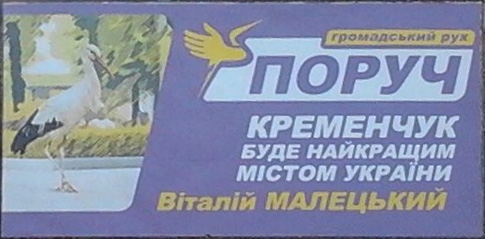 громадський рух
ПОРУЧ
КРЕМЕНЧУК
БУДЕ НАЙКРАЩИМ
МІСТОМ УКРАЇНИ
Віталій МАЛЕЦЬКИЙ